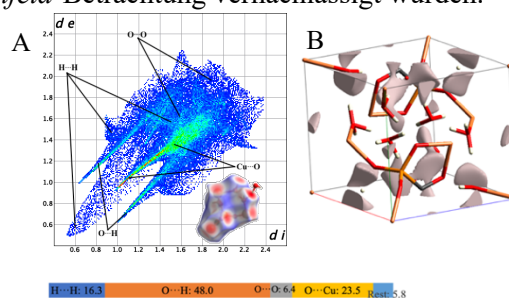 feld-Betrachtung vernachlässigt wurden.
A
d e
B
O···O
2.4
2.2
H···H
2.0
1.8
1.6
1.4
Cu···O
1.2
1.0
0.8
0.6
O···H
d i
0.6 0.8 1.0 1.2 1.4 1.6 1.8 2.0 2.2 2.4
H···H: 16.3 O···H: 48.0 O···O: 6.4 O···Cu: 23.5 Rest: 5.8